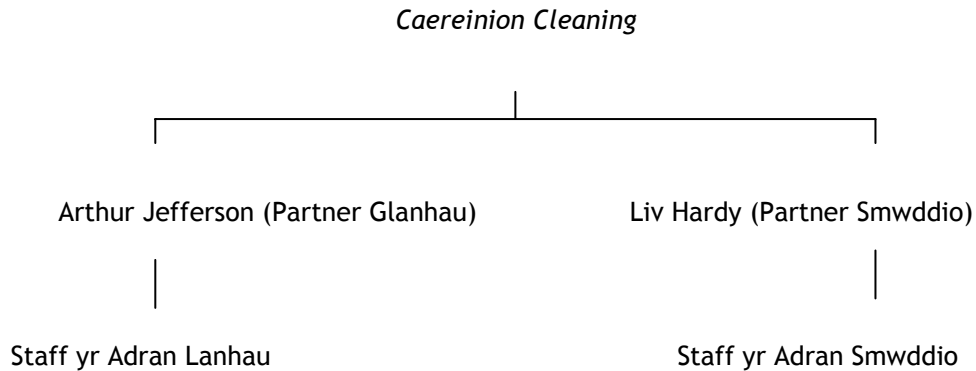 Caereinion Cleaning
Arthur Jefferson (Partner Glanhau) Liv Hardy (Partner Smwddio)
Staff yr Adran Lanhau Staff yr Adran Smwddio